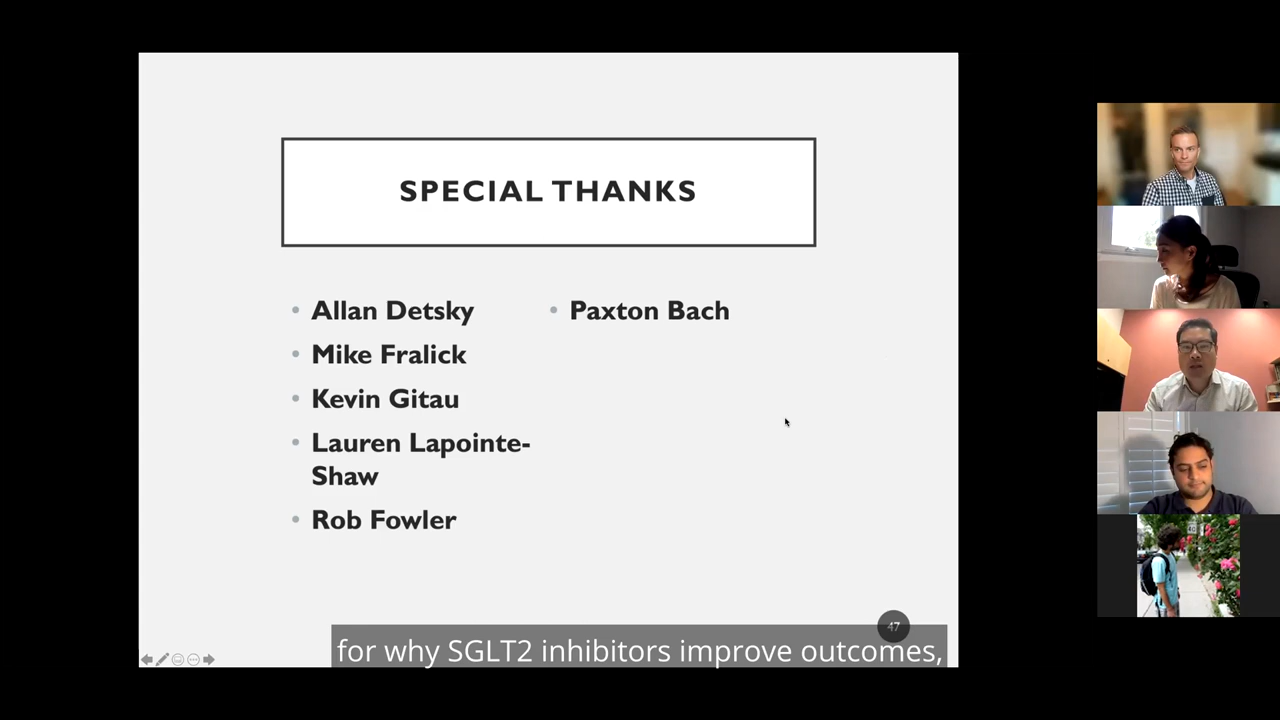 SPECIAL THANKS
• Allan Detsky
• Mike Fralick
• Kevin Gitau
• Lauren Lapointe-
Shaw
• Rob Fowler
• Paxton Bach
47
for why SGLT2 inhibitors improve outcomes,